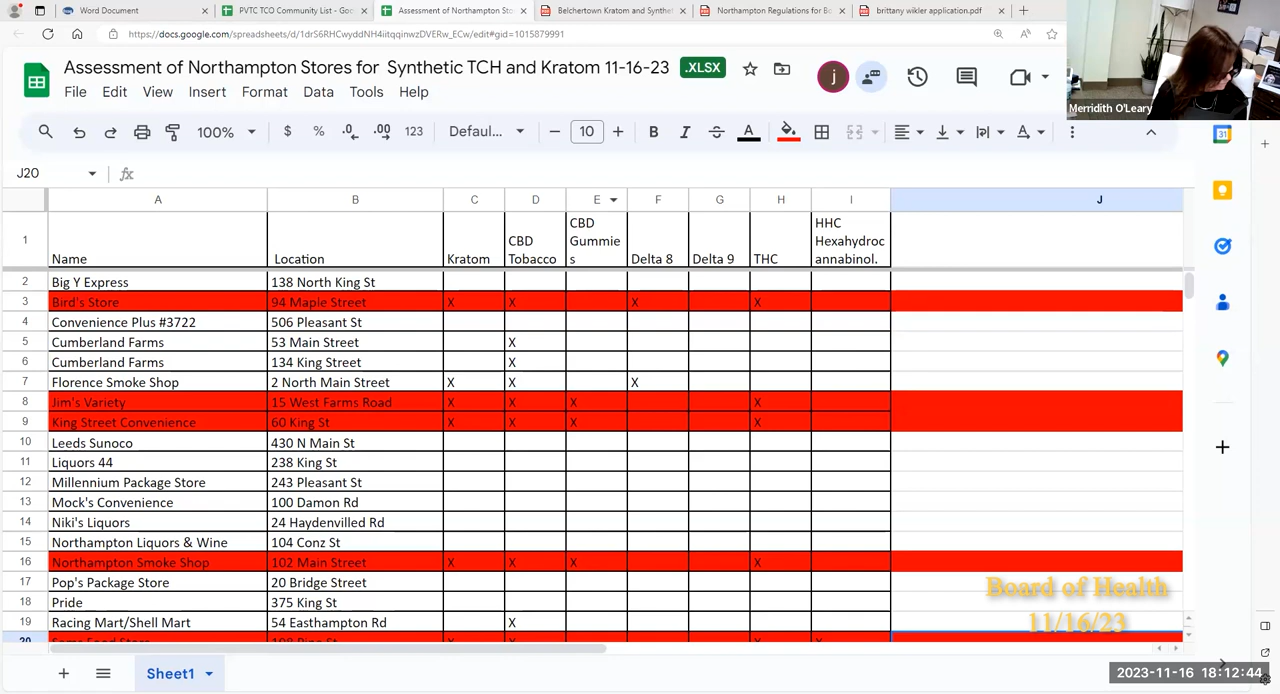 Word Document
PVTC TCO Community List - Goo
Assessment of Northampton Sto
Belchertown Kratom and Synthet
Northampton Regulations for Bo
brittany wikler application.pdf
https://docs.google.com/spreadsheets/d/1drS6RHCwyddNH4iitqqinwzDVERw_ECw/edit#gid=1015879991
Merridith O'Leary
Assessment of Northampton Stores for Synthetic TCH and Kratom 11-16-23 .XLSX
File Edit View Insert Format Data Tools Help
100% $ % .0 .00 123 Defaul... 10 B I A
J20 fx
A B C D E F G H I J
1 Name Location Kratom CBD Tobacco CBD Gummies Delta 8 Delta 9 THC HHC Hexahydrocannabinol.
2 Big Y Express 138 North King St
3 Bird's Store 94 Maple Street X X X X
4 Convenience Plus #3722 506 Pleasant St
5 Cumberland Farms 53 Main Street X
6 Cumberland Farms 134 King Street X
7 Florence Smoke Shop 2 North Main Street X X X
8 Jim's Variety 15 West Farms Road X X X X
9 King Street Convenience 60 King St X X X X
10 Leeds Sunoco 430 N Main St
11 Liquors 44 238 King St
12 Millennium Package Store 243 Pleasant St
13 Mock's Convenience 100 Damon Rd
14 Niki's Liquors 24 Haydenvilled Rd
15 Northampton Liquors & Wine 104 Conz St
16 Northampton Smoke Shop 102 Main Street X X X X
17 Pop's Package Store 20 Bridge Street
18 Pride 375 King St
19 Racing Mart/Shell Mart 54 Easthampton Rd X
20
Board of Health
11/16/23
Sheet1
2023-11-16 18:12:44